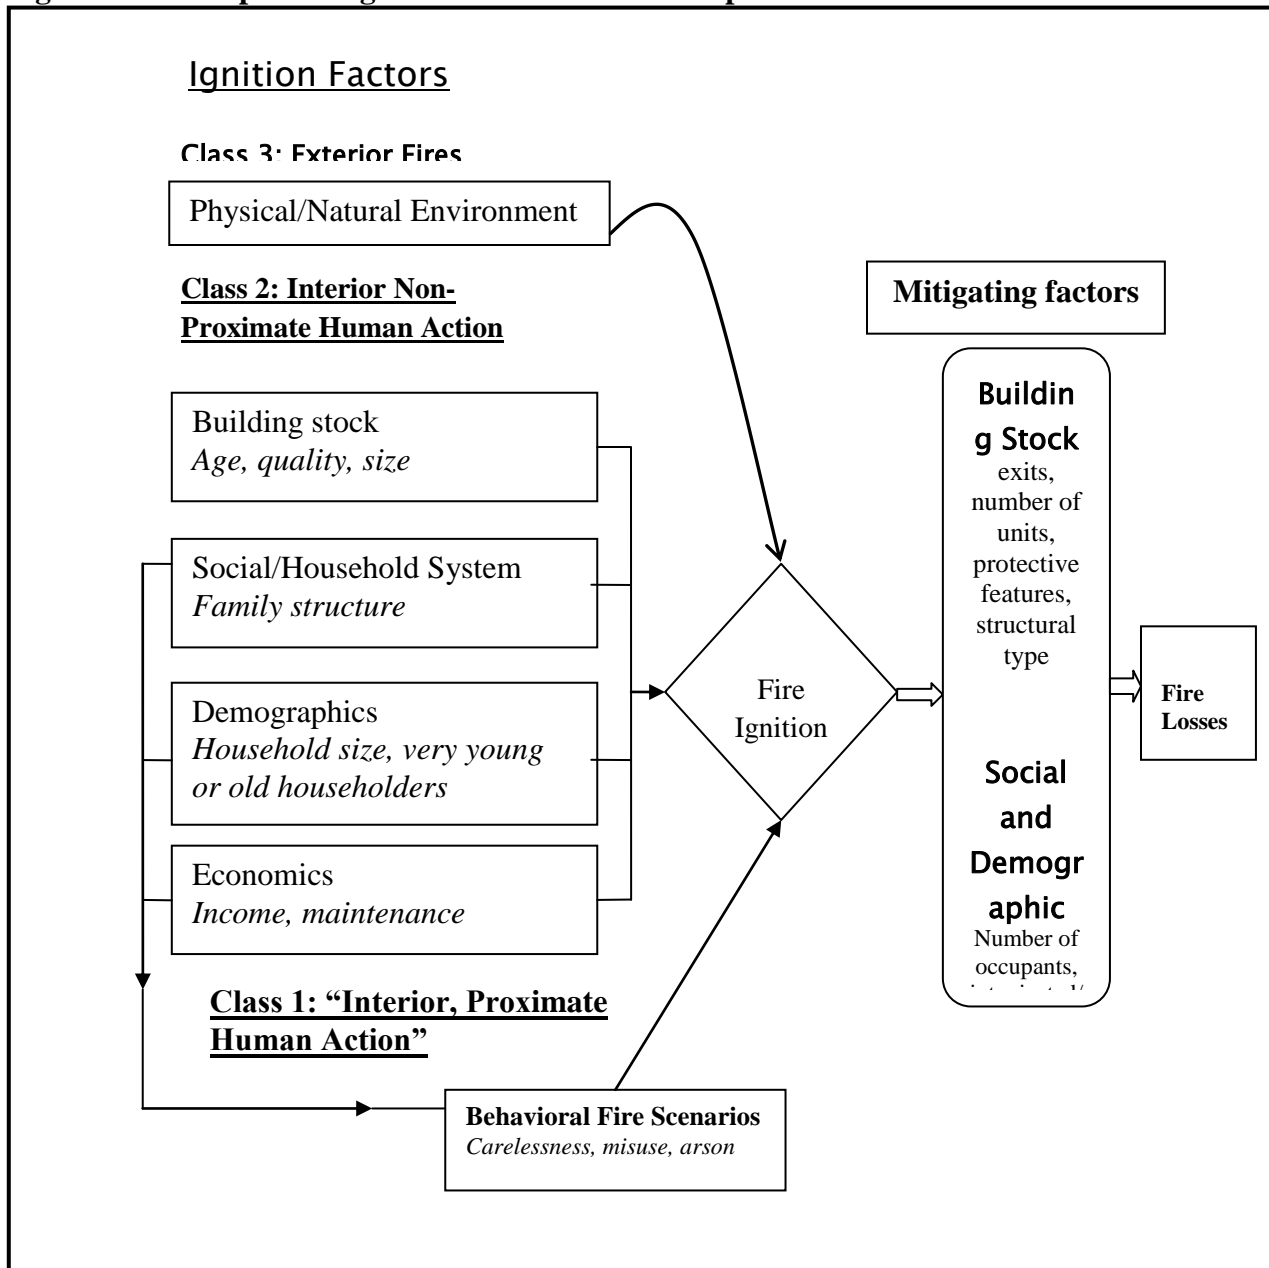 Ignition Factors
Class 3: Exterior Fires
Physical/Natural Environment
Class 2: Interior Non-
Proximate Human Action
Building stock
Age, quality, size
Social/Household System
Family structure
Demographics
Household size, very young
or old householders
Economics
Income, maintenance
Class 1: “Interior, Proximate
Human Action”
Behavioral Fire Scenarios
Carelessness, misuse, arson
Fire
Ignition
Mitigating factors
Buildin
g Stock
exits,
number of
units,
protective
features,
structural
type
Social
and
Demogr
aphic
Number of
occupants,
Fire
Losses